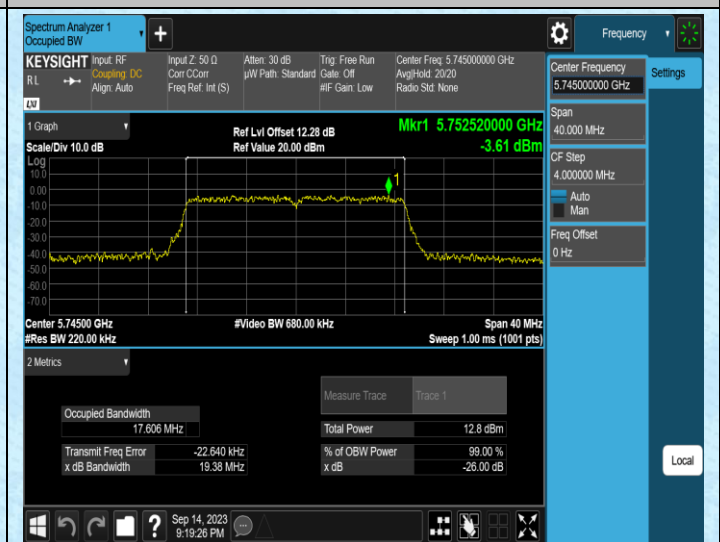 Spectrum Analyzer 1
Occupied BW
Frequency
KEYSIGHT
R L
LXI
Input: RF
Coupling: DC
Align: Auto
Input Z: 50 Ω
Corr CCorr
Freq Ref: Int (S)
Atten: 30 dB
µW Path: Standard
Trig: Free Run
Gate: Off
#IF Gain: Low
Center Freq: 5.745000000 GHz
Avg|Hold: 20/20
Radio Std: None
Center Frequency
5.745000000 GHz
Settings
Span
40.000 MHz
CF Step
4.000000 MHz
Auto
Man
Freq Offset
0 Hz
Local
1 Graph
Scale/Div 10.0 dB
Ref Lvl Offset 12.28 dB
Ref Value 20.00 dBm
Mkr1 5.752520000 GHz
-3.61 dBm
Log
10.0
0.00
-10.0
-20.0
-30.0
-40.0
-50.0
-60.0
-70.0
1
Center 5.74500 GHz
#Res BW 220.00 kHz
#Video BW 680.00 kHz
Span 40 MHz
Sweep 1.00 ms (1001 pts)
2 Metrics
Measure Trace Trace 1
Occupied Bandwidth
17.606 MHz
Total Power 12.8 dBm
Transmit Freq Error -22.640 kHz
% of OBW Power 99.00 %
x dB Bandwidth 19.38 MHz
x dB -26.00 dB
?
Sep 14, 2023
9:19:26 PM